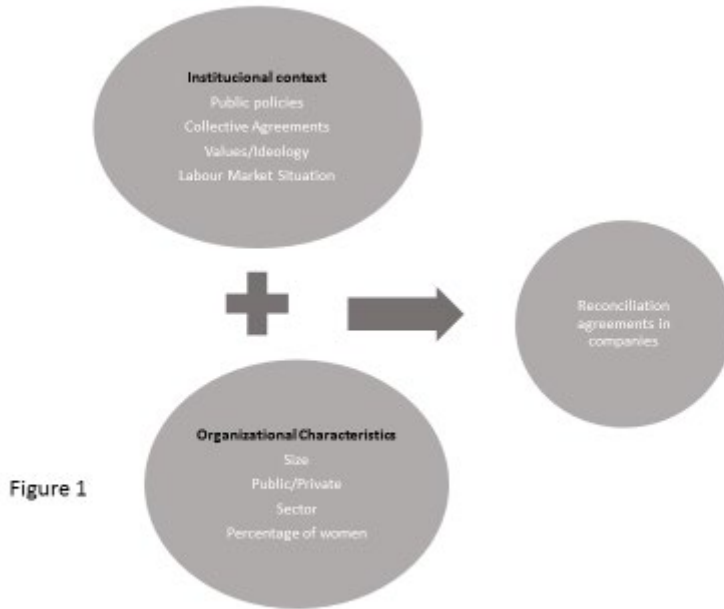 Institucional context
Public policies
Collective Agreements
Values/Ideology
Labour Market Situation
Reconciliation
agreements in
companies
Organizational Characteristics
Size
Public/Private
Sector
Percentage of women
Figure 1